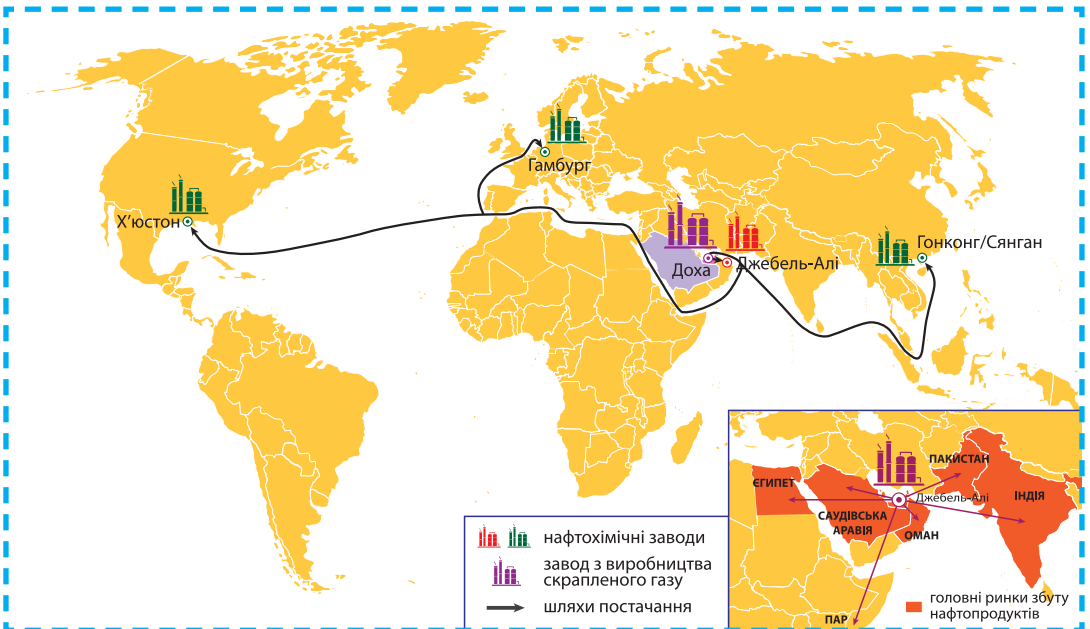 Гамбург
Х'юстон
Гонконг/Сянган
Доха
Джебель-Алі
ПАКИСТАН
ЄГИПЕТ
Джебель-Алі
ІНДІЯ
САУДІВСЬКА
АРАВІЯ
ОМАН
ПАР
головні ринки збуту
нафтопродуктів
нафтохімічні заводи
завод з виробництва
скрапленого газу
шляхи постачання